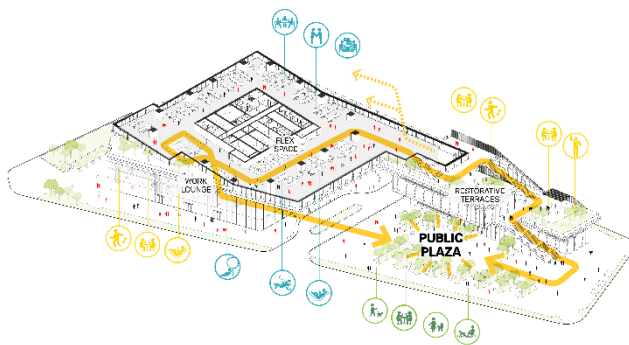 FLEX
SPACE
WORK
LOUNGE
RESTORATIVE
TERRACES
PUBLIC
PLAZA